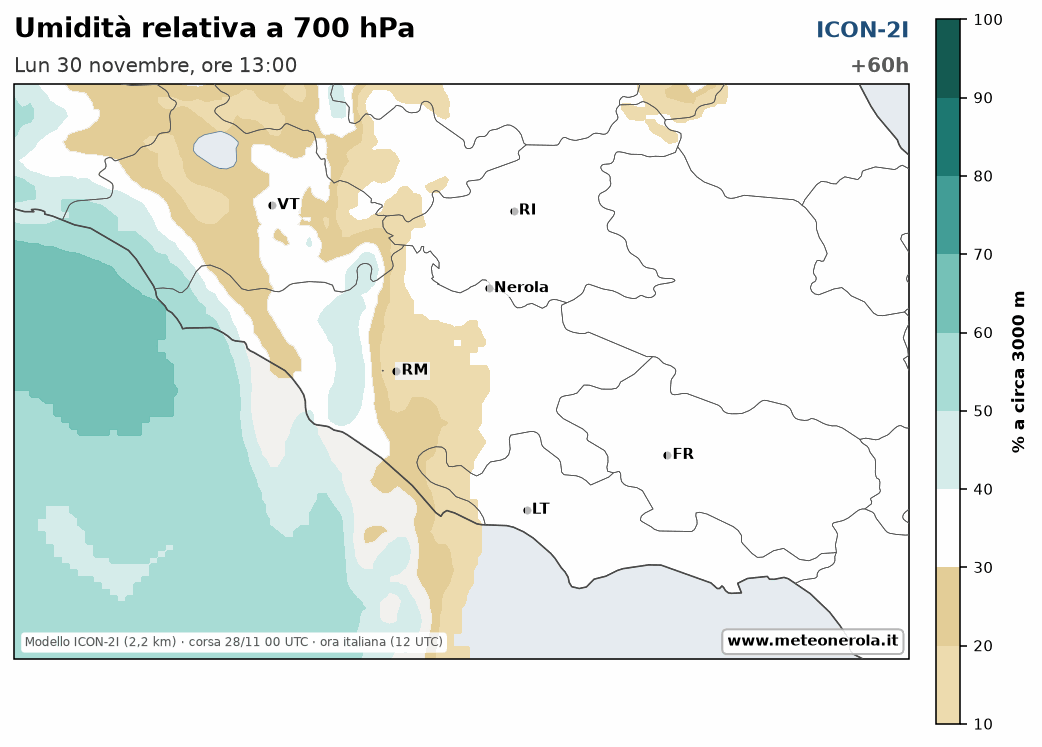 Umidità relativa a 700 hPa
ICON-2I
Lun 30 novembre, ore 13:00
+60h
100
90
80
70
60
50
40
30
20
10
% a circa 3000 m
VT
RI
Nerola
RM
FR
LT
Modello ICON-2I (2,2 km) · corsa 28/11 00 UTC · ora italiana (12 UTC)
www.meteonerola.it